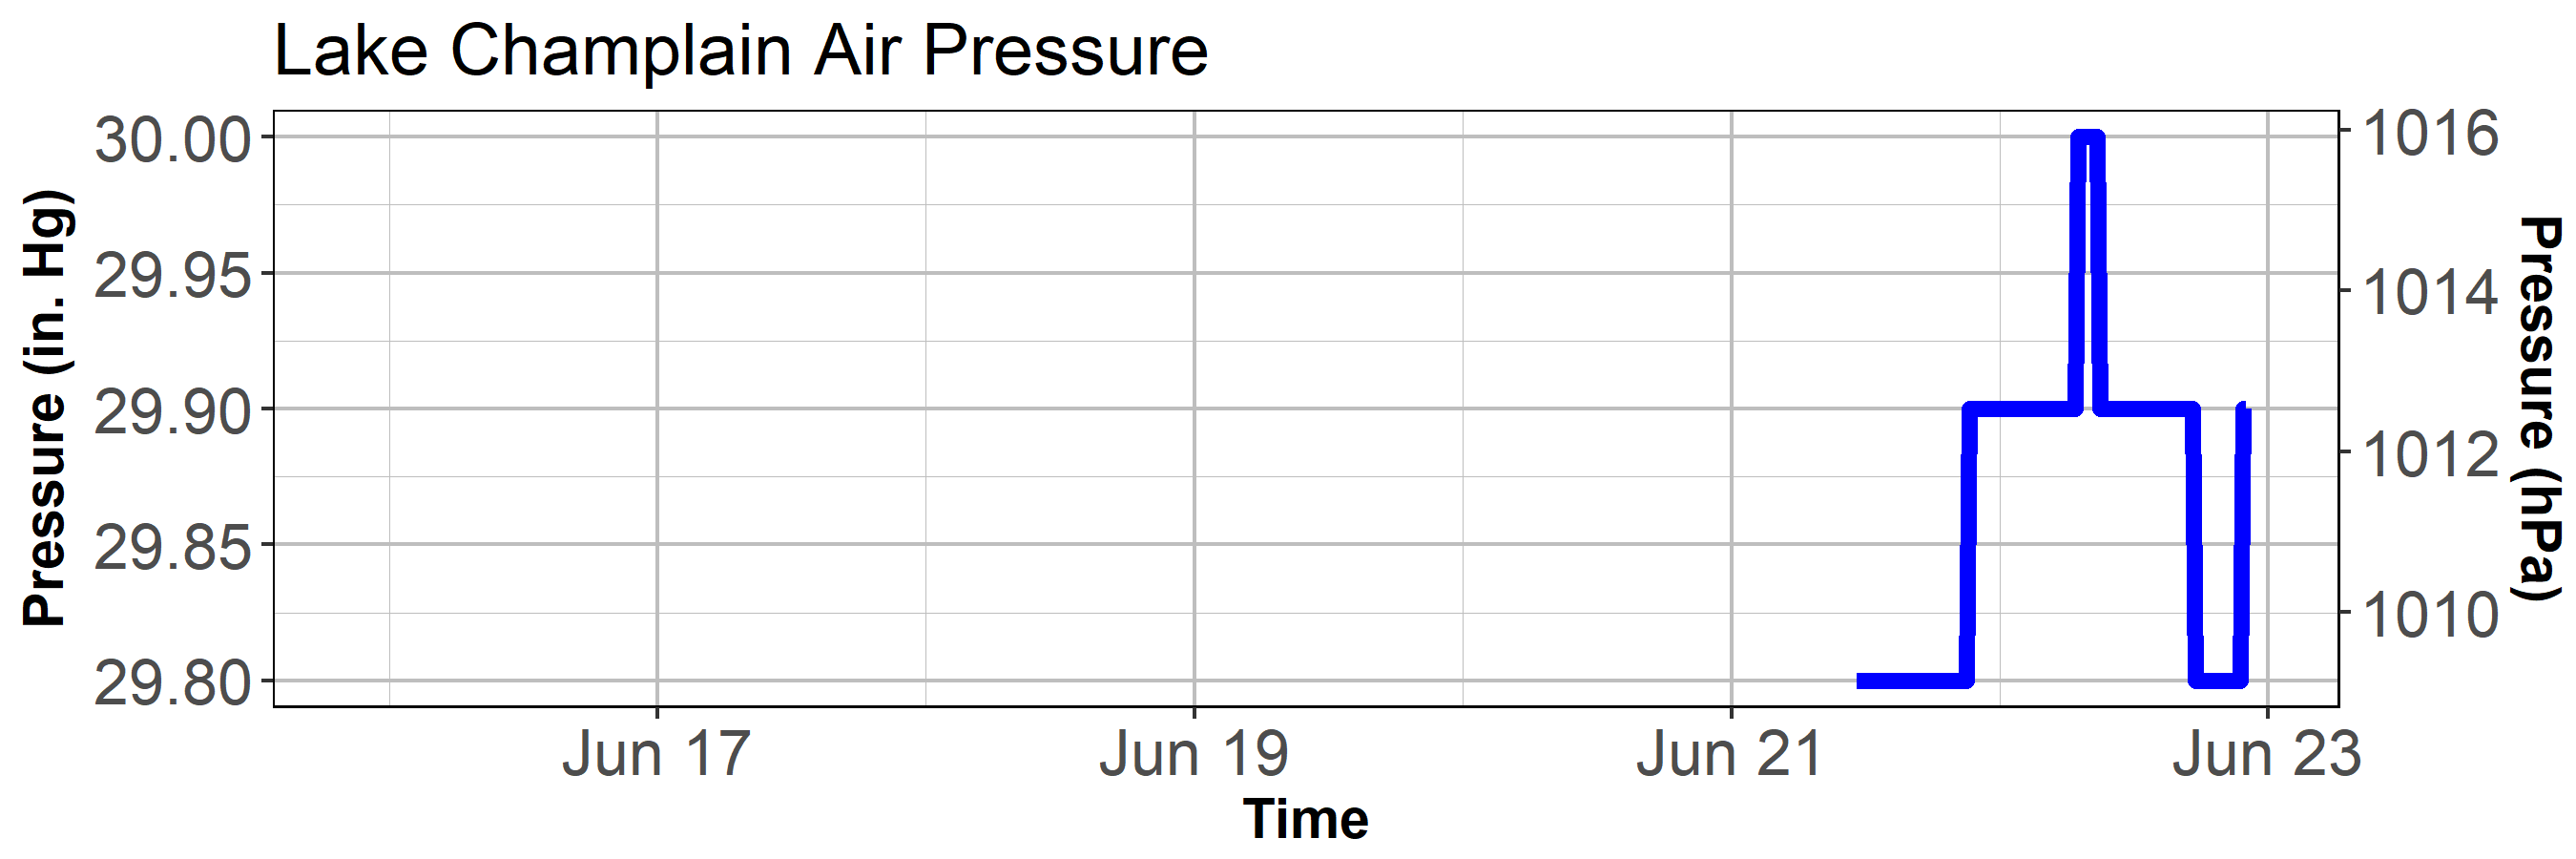 Lake Champlain Air Pressure
Pressure (in. Hg)
30.00
29.95
29.90
29.85
29.80
1016
1014
1012
1010
Pressure (hPa)
Jun 17
Jun 19
Jun 21
Jun 23
Time